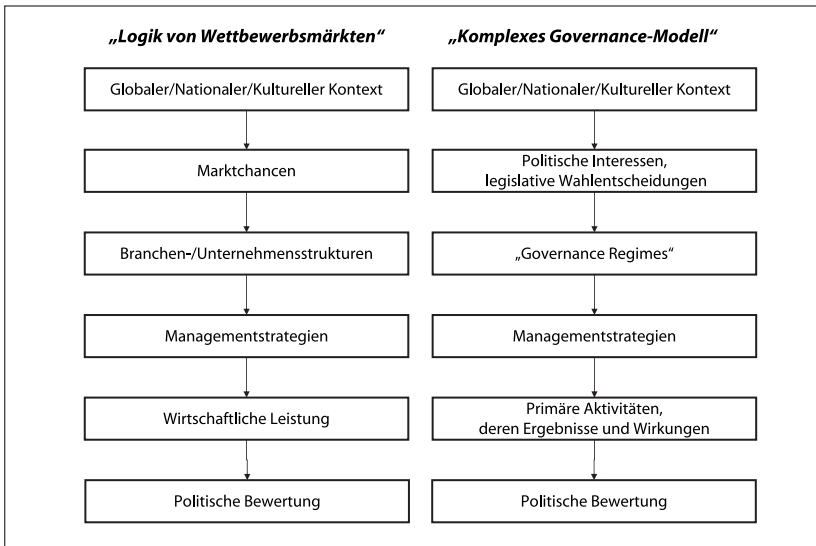 „Logik von Wettbewerbsmärkten“
Globaler/Nationaler/Kultureller Kontext
Marktchancen
Branchen-/Unternehmensstrukturen
Managementstrategien
Wirtschaftliche Leistung
Politische Bewertung
„Komplexes Governance-Modell“
Globaler/Nationaler/Kultureller Kontext
Politische Interessen,
legislative Wahlentscheidungen
„Governance Regimes“
Managementstrategien
Primäre Aktivitäten,
deren Ergebnisse und Wirkungen
Politische Bewertung